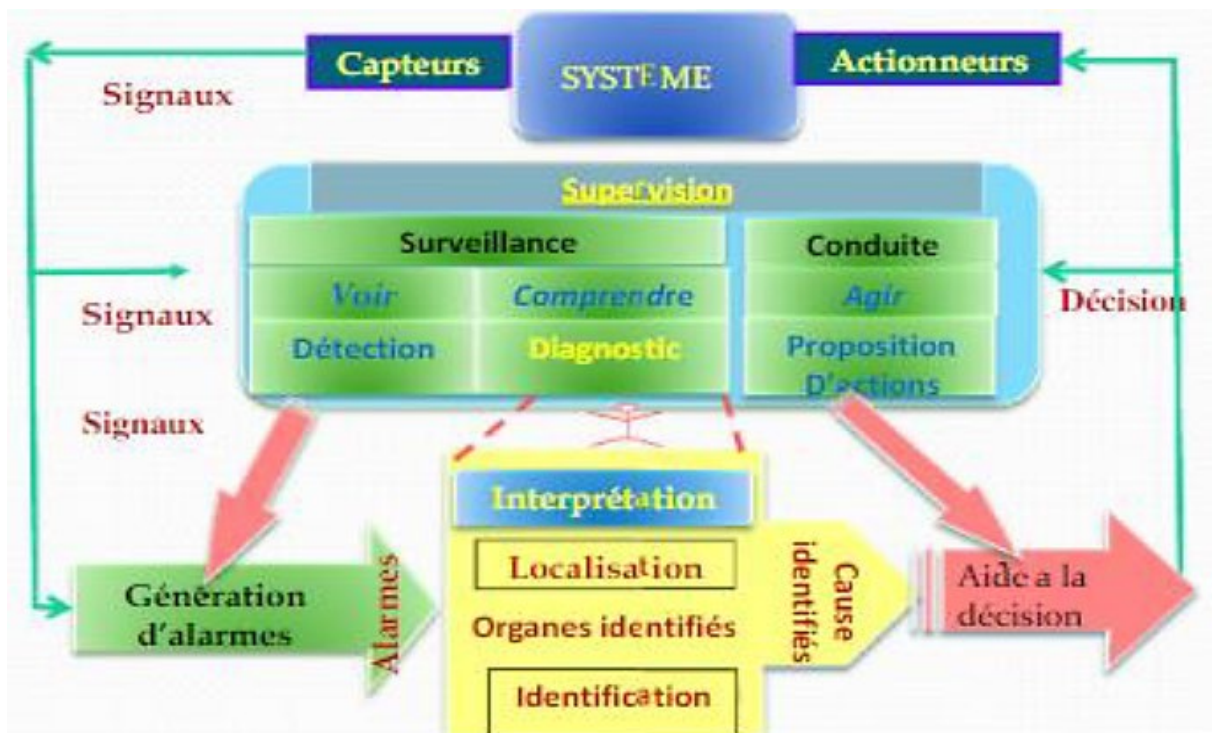 Capteurs
SYSTEME
Actionneurs
Signaux
Supervision
Surveillance
Conduite
Voir
Comprendre
Agir
Signaux
Décision
Détection
Diagnostic
Proposition
D'actions
Signaux
Interprétation
Localisation
Organes identifiés
Identification
Génération
d'alarmes
Alarmes
Cause
identifiés
Aide a la
décision